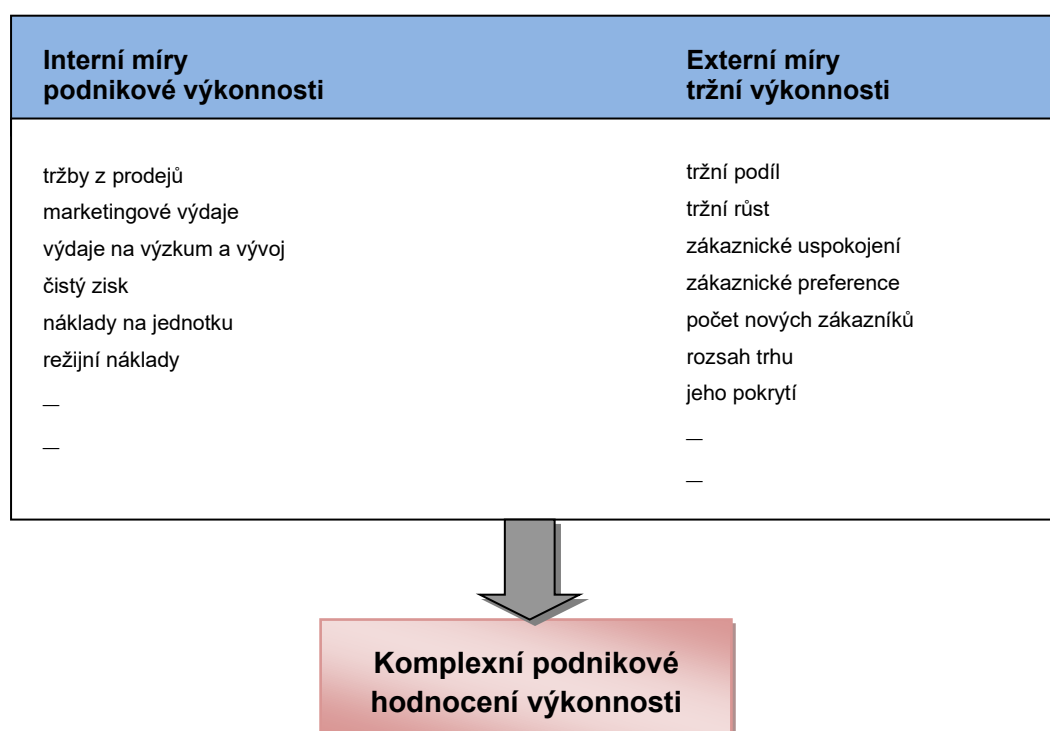 Interní míry
podnikové výkonnosti
Externí míry
tržní výkonnosti
tržby z prodejů
marketingové výdaje
výdaje na výzkum a vývoj
čistý zisk
náklady na jednotku
režijní náklady
—
—
tržní podíl
tržní růst
zákaznické uspokojení
zákaznické preference
počet nových zákazníků
rozsah trhu
jeho pokrytí
—
—
Komplexní podnikové
hodnocení výkonnosti